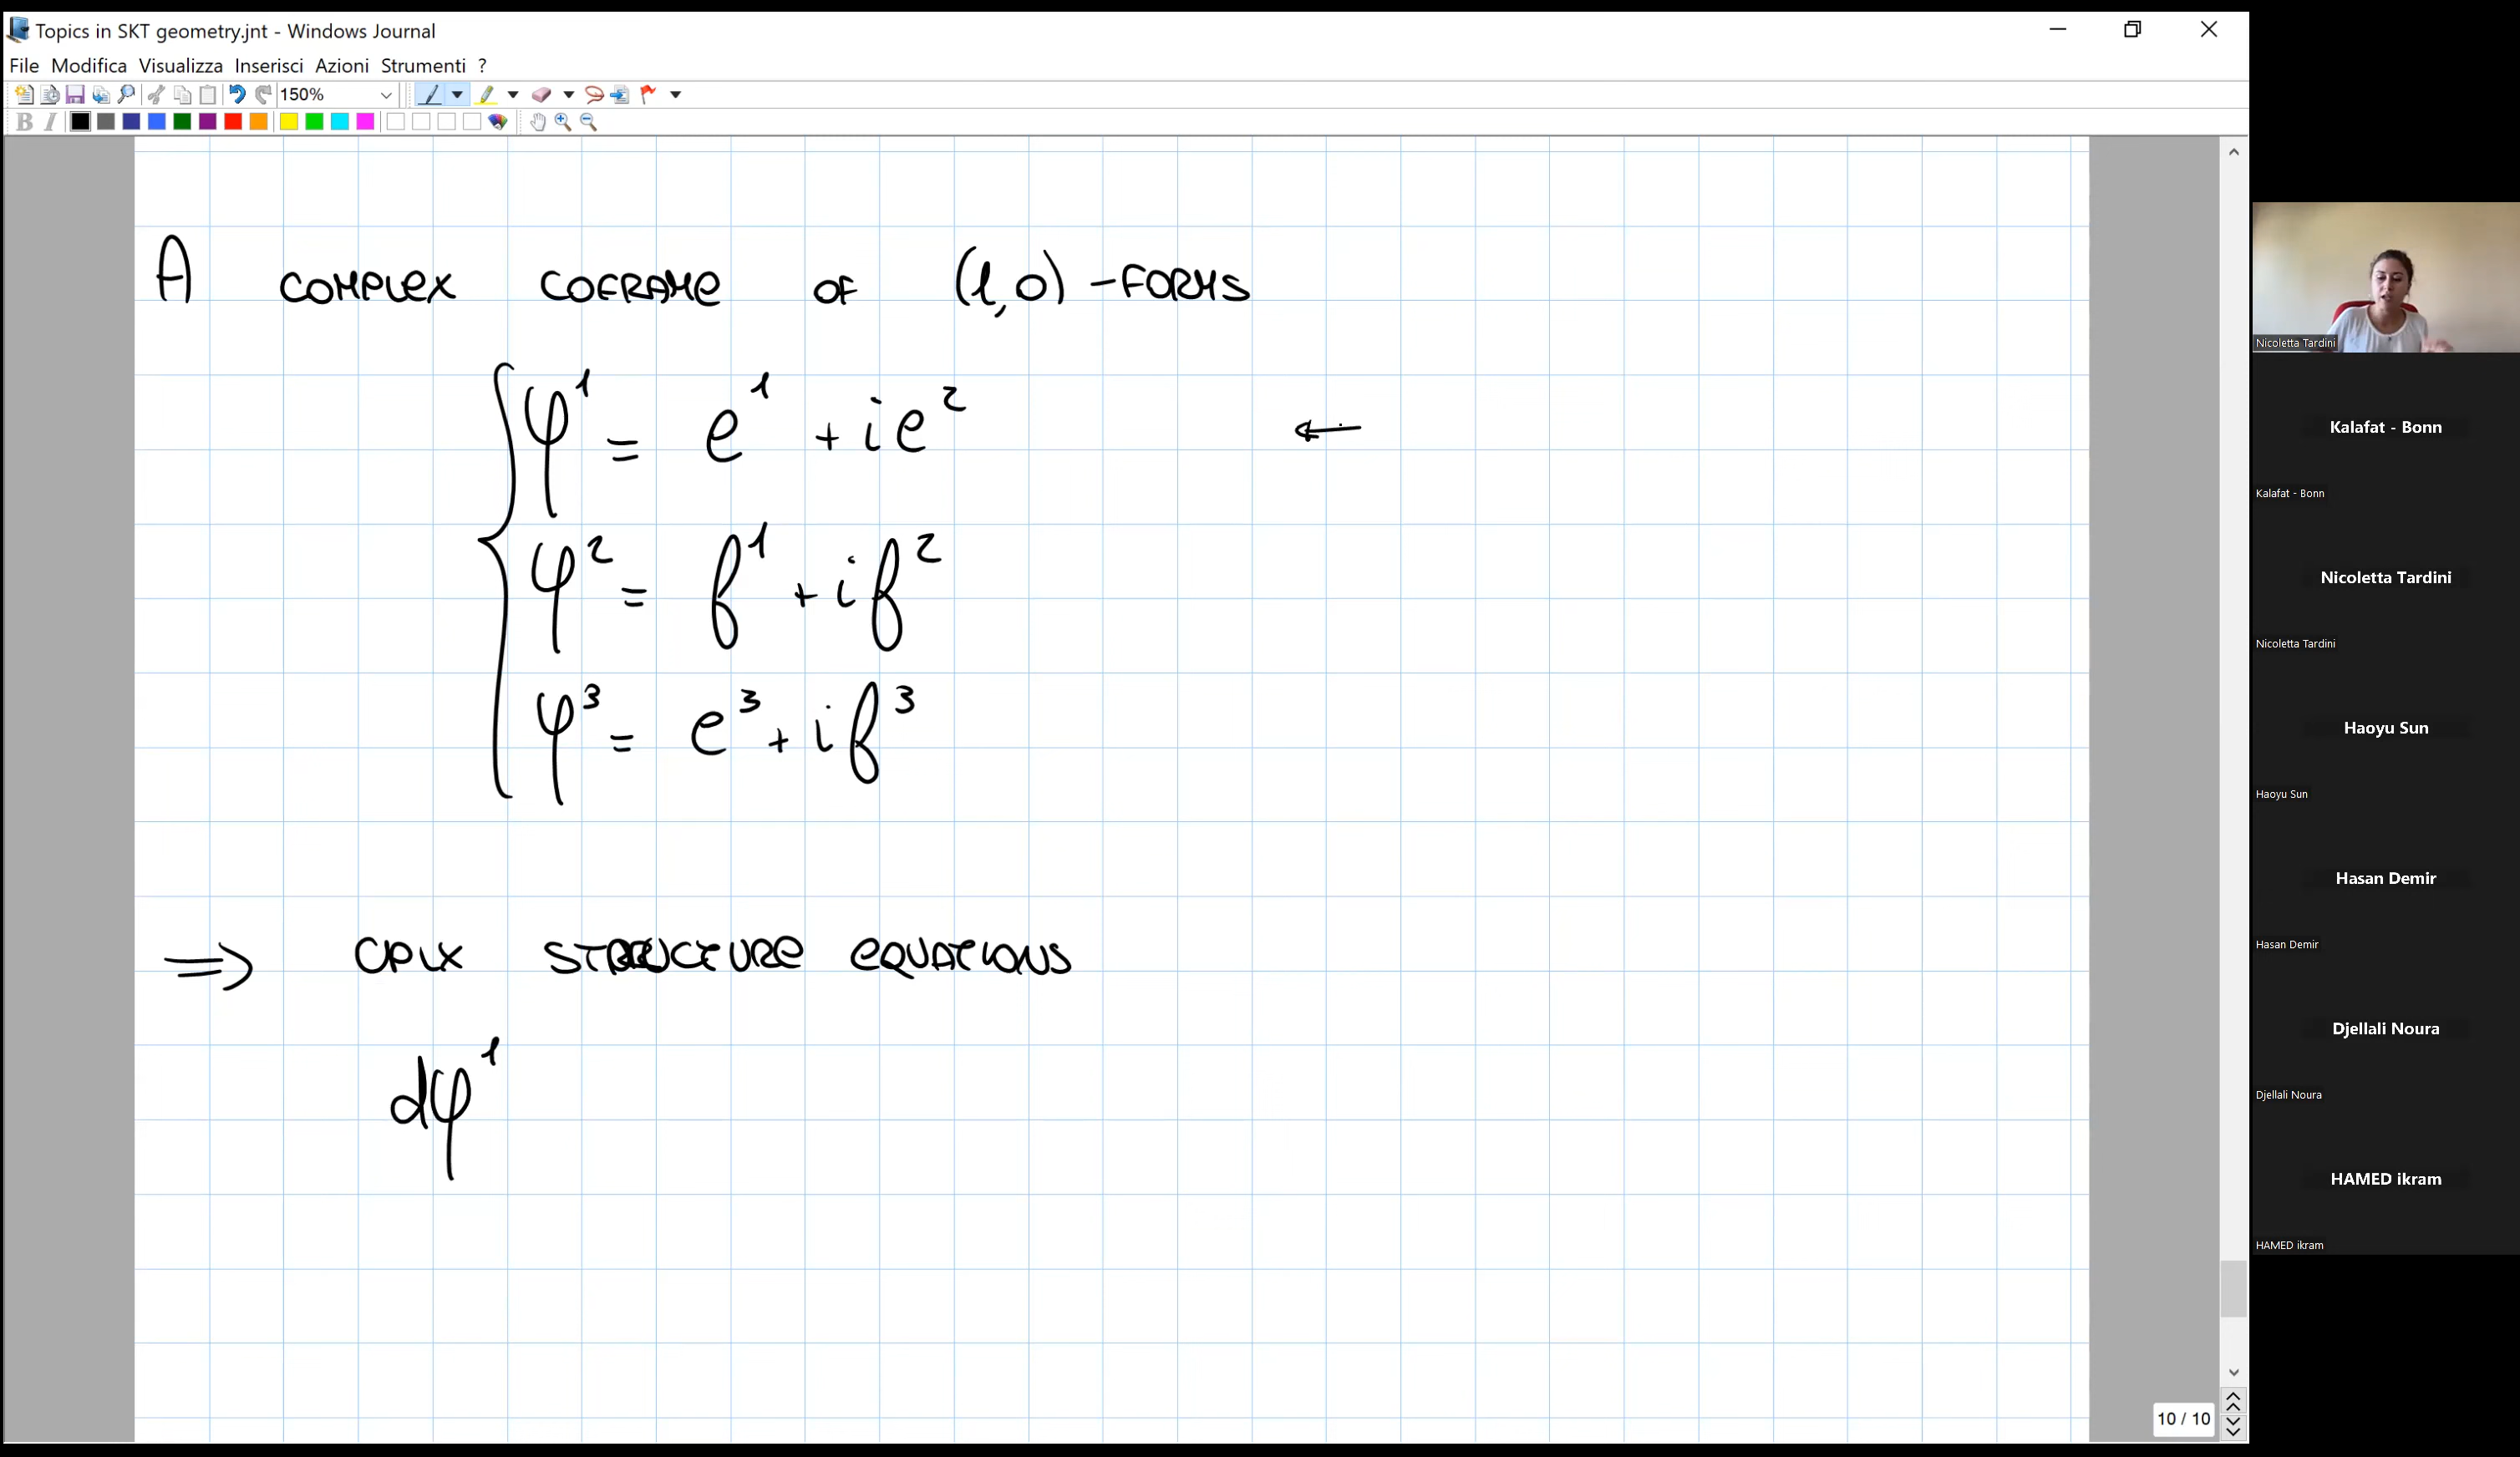 Topics in SKT geometry.jnt - Windows Journal
File Modifica Visualizza Inserisci Azioni Strumenti ?
150%
B I
A COMPLEX COFRAME OF (1,0)-FORMS
φ¹ = e¹ + ie² ←
φ² = f¹ + if²
φ³ = e³ + if³
⇒ CPLX STRUCTURE EQUATIONS
dφ¹
10 / 10
Nicoletta Tardini
Kalafat - Bonn
Kalafat - Bonn
Nicoletta Tardini
Nicoletta Tardini
Haoyu Sun
Haoyu Sun
Hasan Demir
Hasan Demir
Djellali Noura
Djellali Noura
HAMED ikram
HAMED ikram